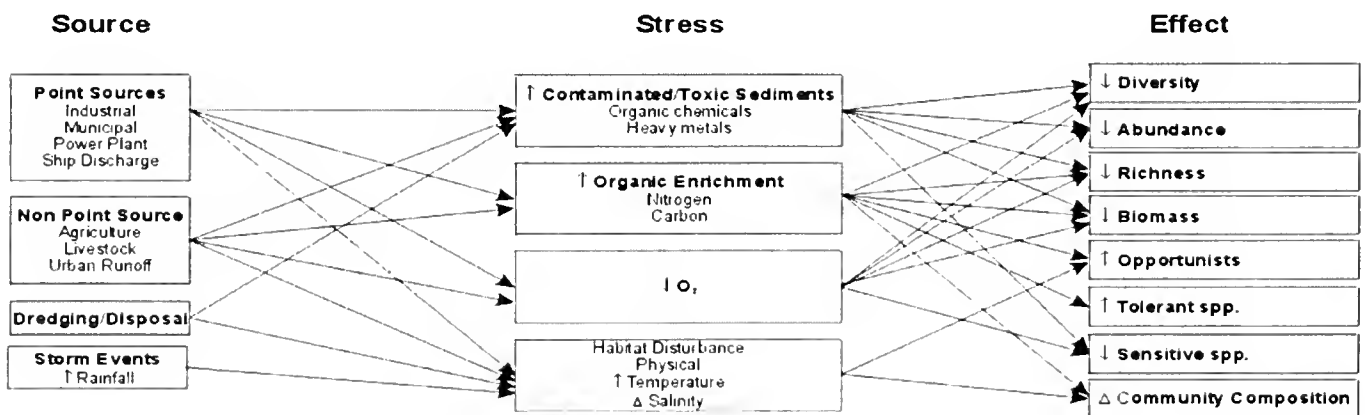 Source
Stress
Effect
Point Sources
Industrial
Municipal
Power Plant
Ship Discharge
Non Point Source
Agriculture
Livestock
Urban Runoff
Dredging/Disposal
Storm Events
↑ Rainfall
↑ Contaminated/Toxic Sediments
Organic chemicals
Heavy metals
↑ Organic Enrichment
Nitrogen
Carbon
↓ O₂
Habitat Disturbance
Physical
↑ Temperature
Δ Salinity
↓ Diversity
↓ Abundance
↓ Richness
↓ Biomass
↑ Opportunists
↑ Tolerant spp.
↓ Sensitive spp.
Δ Community Composition